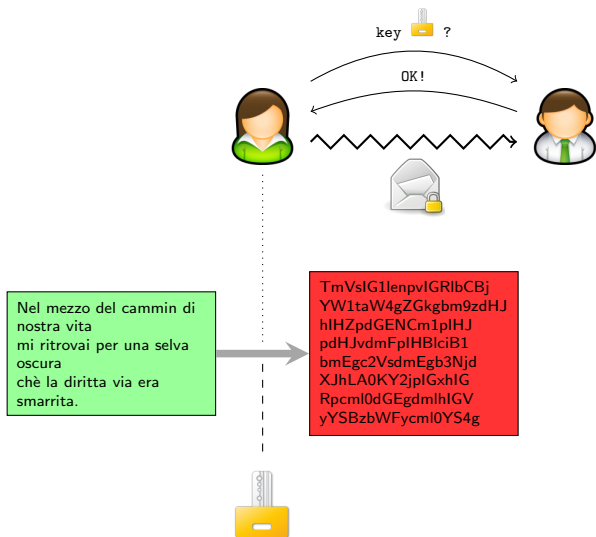 key ?
OK!
Nel mezzo del cammin di
nostra vita
mi ritrovai per una selva
oscura
chè la diritta via era
smarrita.
TmVsIG1lenpvIGRlbCBj
YW1taW4gZGkgbm9zdHJ
hIHZpdGENCm1pIHJ
pdHJvdmFpIHBlciB1
bmEgc2VsdmEgb3Njd
XJhLA0KY2jpIGxhIG
Rpcml0dGEgdmlhIGV
yYSBzbWFycml0YS4g